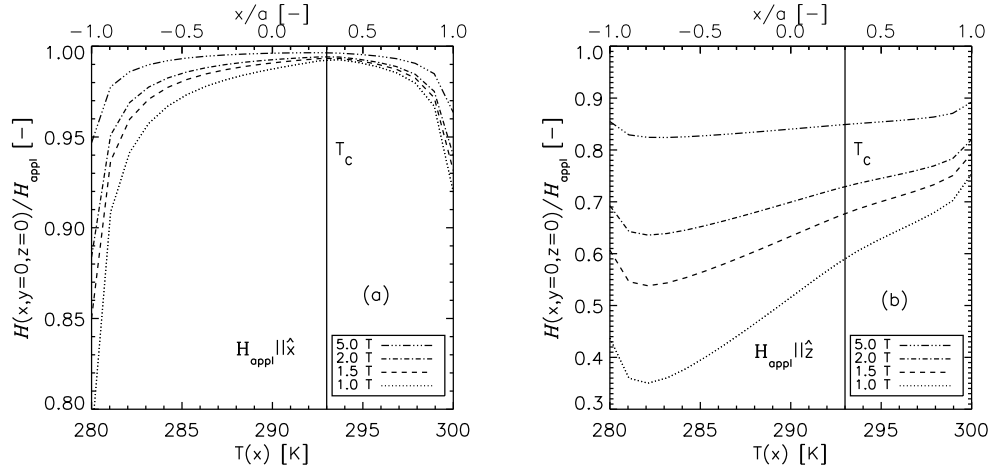 x/a [−]
−1.0 −0.5 0.0 0.5 1.0
1.00
0.95
0.90
0.85
0.80
H(x,y=0,z=0)/H_appl [−]
T_C
(a)
H_appl||x̂
5.0 T
2.0 T
1.5 T
1.0 T
280 285 290 295 300
T(x) [K]
x/a [−]
−1.0 −0.5 0.0 0.5 1.0
1.0
0.9
0.8
0.7
0.6
0.5
0.4
0.3
H(x,y=0,z=0)/H_appl [−]
T_C
(b)
H_appl||ẑ
5.0 T
2.0 T
1.5 T
1.0 T
280 285 290 295 300
T(x) [K]